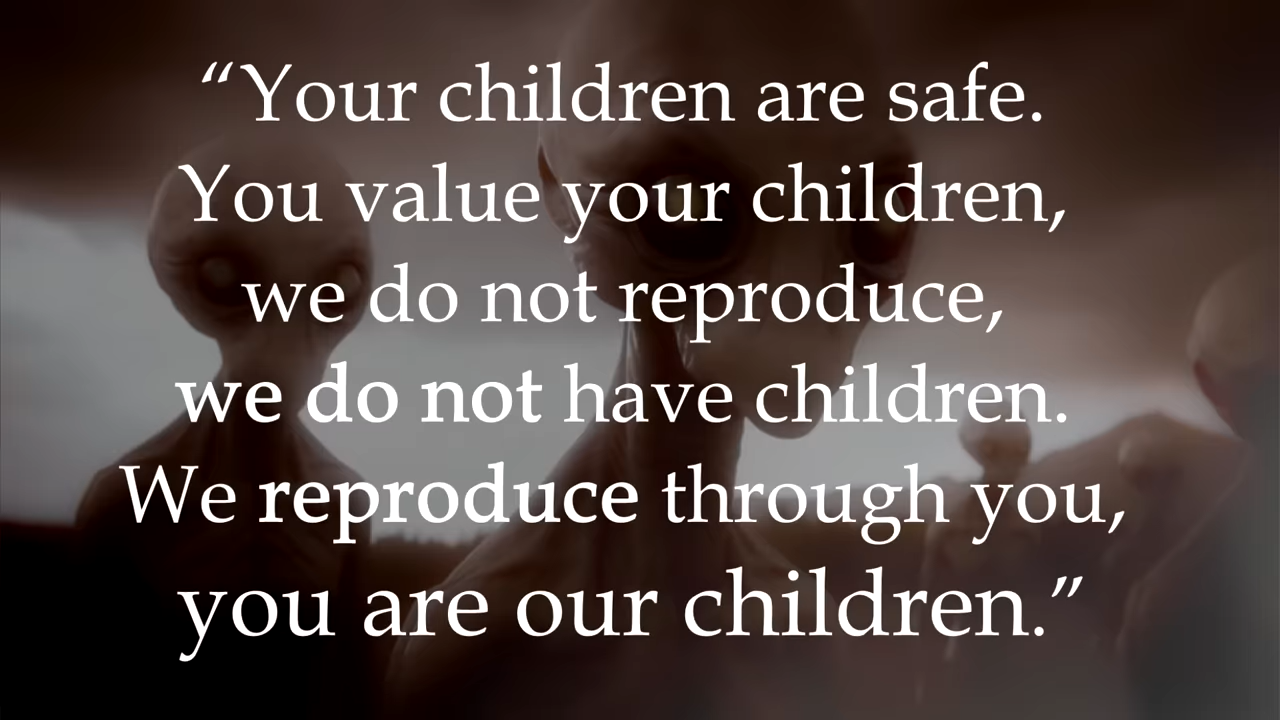 “Your children are safe.
You value your children,
we do not reproduce,
we do not have children.
We reproduce through you,
you are our children.”